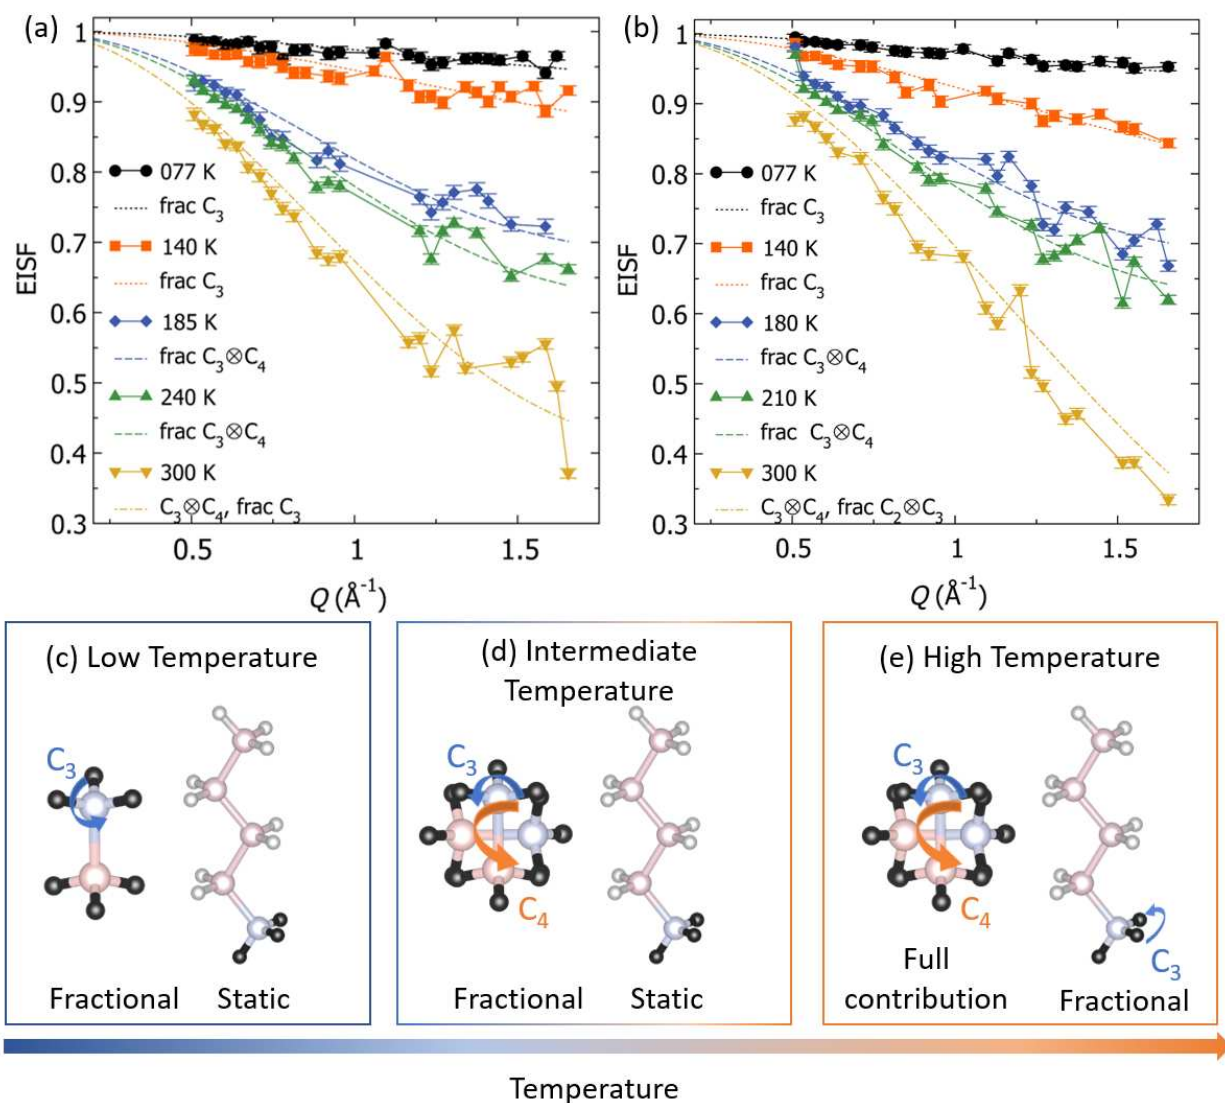 (a)
1
0.9
0.8
0.7
0.6
0.5
0.4
0.3
EISF
077 K
frac C₃
140 K
frac C₃
185 K
frac C₃⊗C₄
240 K
frac C₃⊗C₄
300 K
C₃⊗C₄, frac C₃
0.5
1
1.5
Q (Å⁻¹)
(b)
1
0.9
0.8
0.7
0.6
0.5
0.4
0.3
EISF
077 K
frac C₃
140 K
frac C₃
180 K
frac C₃⊗C₄
210 K
frac C₃⊗C₄
300 K
C₃⊗C₄, frac C₂⊗C₃
0.5
1
1.5
Q (Å⁻¹)
(c) Low Temperature
C₃
Fractional
Static
(d) Intermediate
Temperature
C₃
C₄
Fractional
Static
(e) High Temperature
C₃
C₄
C₃
Full
contribution
Fractional
Temperature